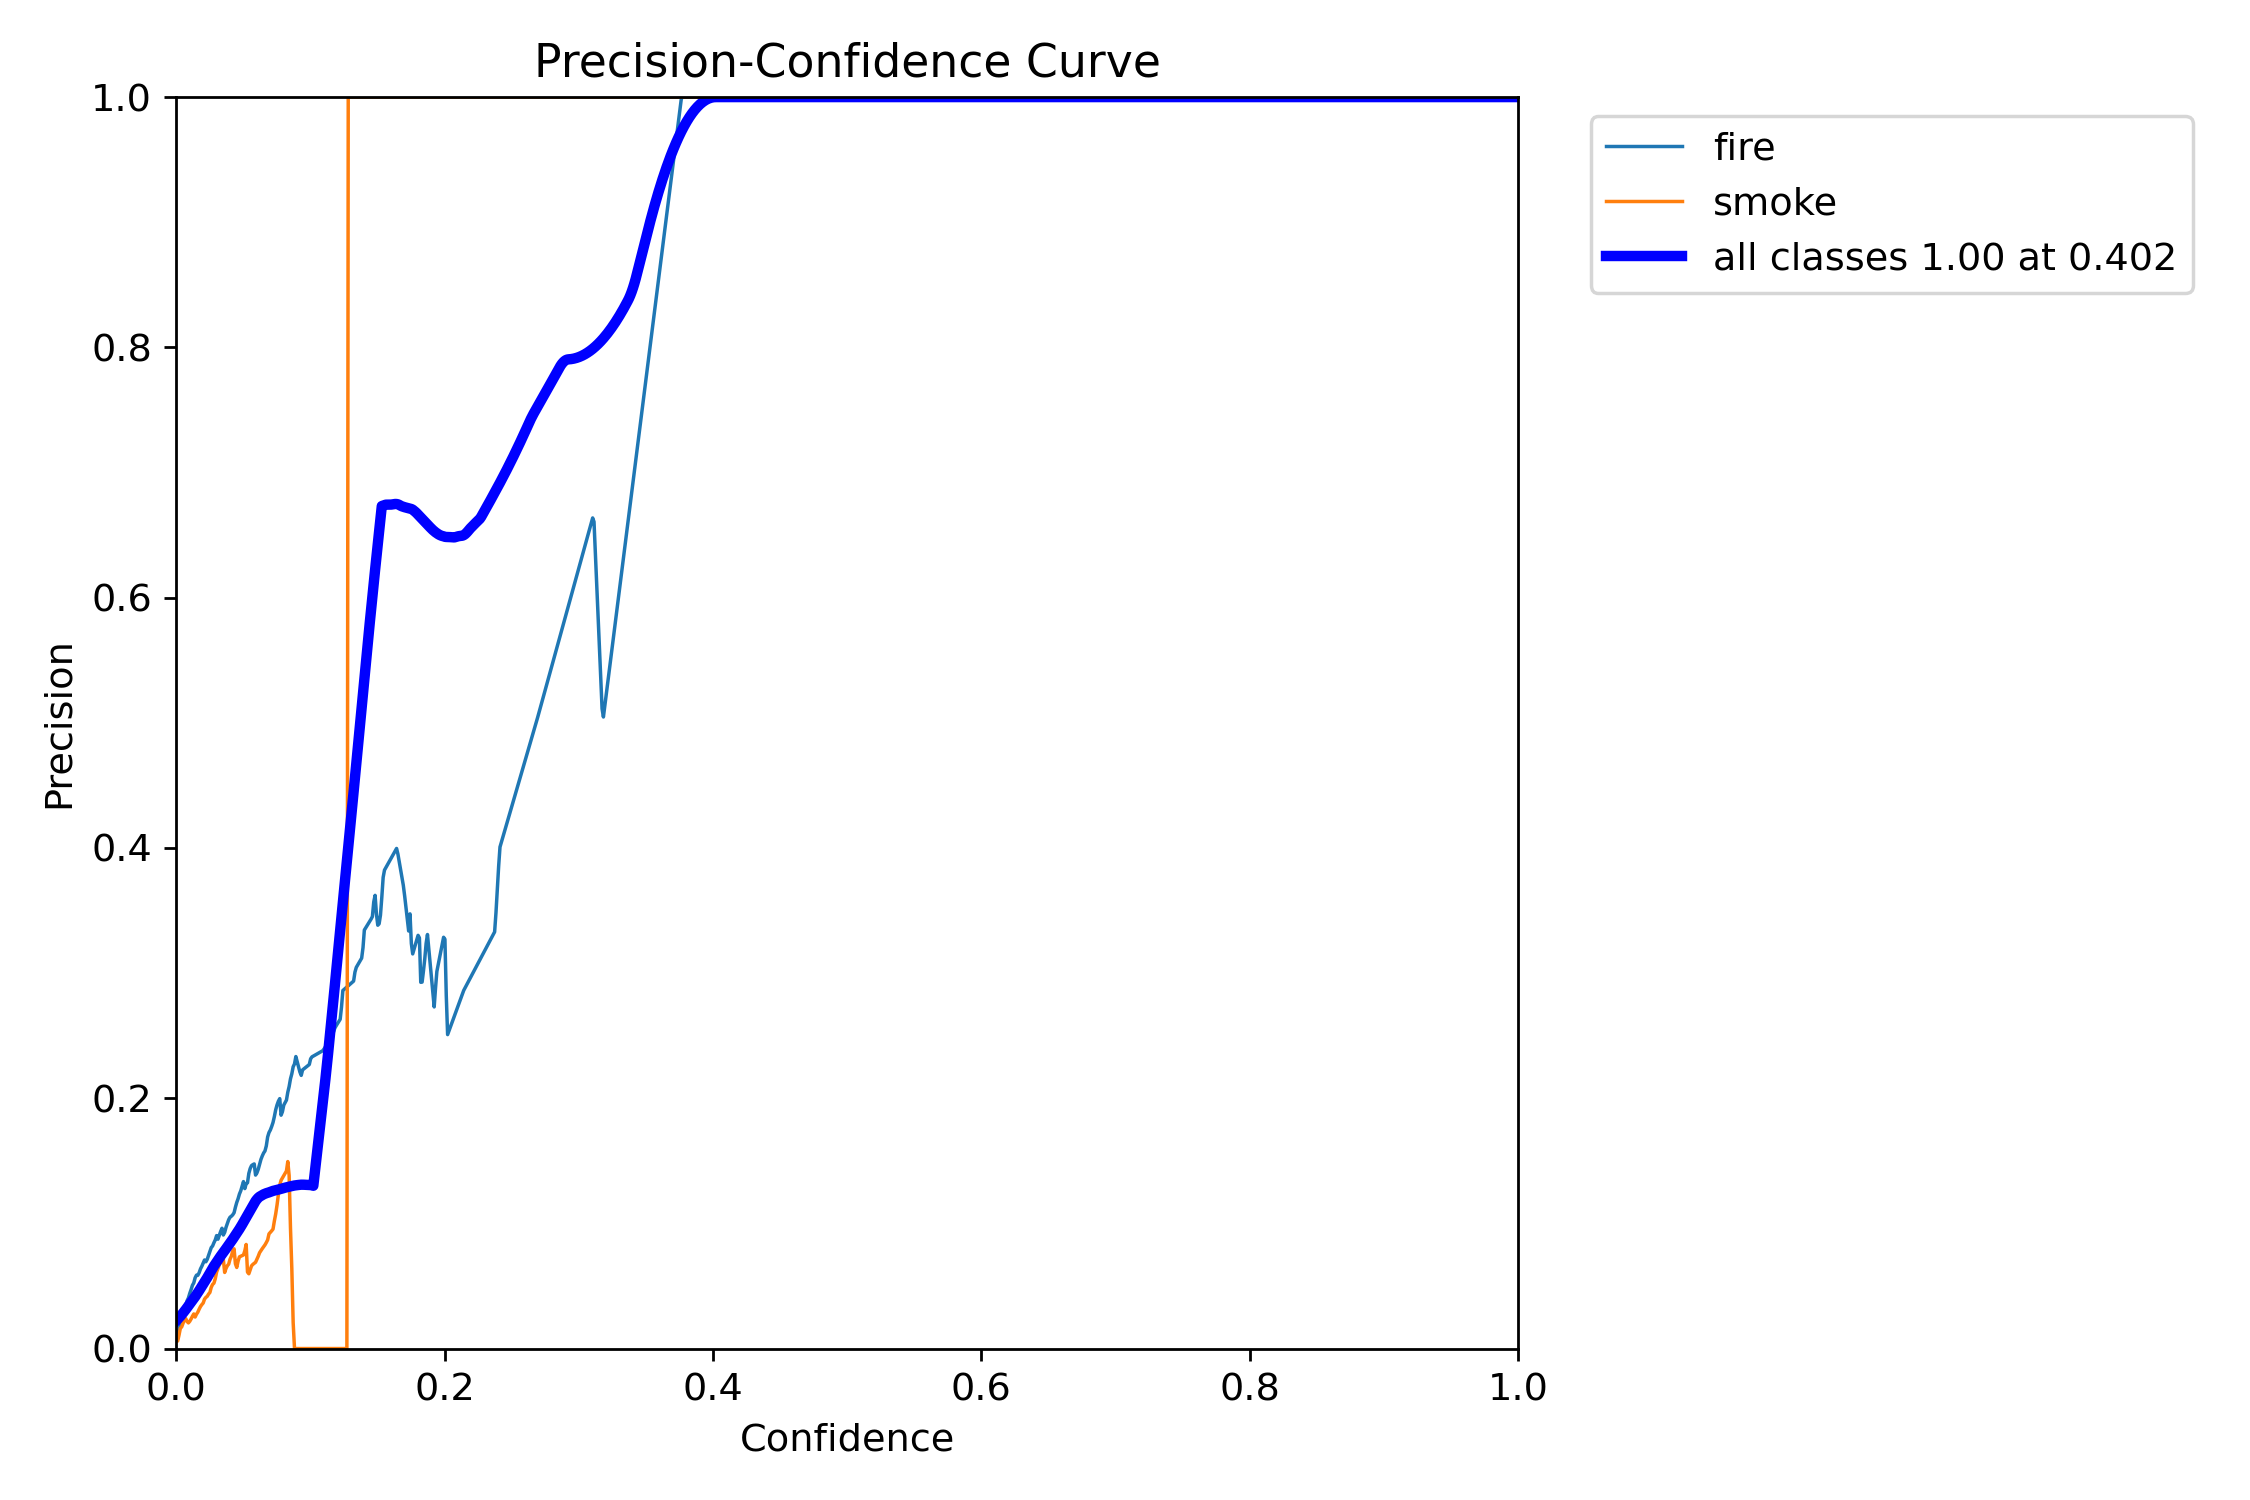 Precision-Confidence Curve
1.0
0.8
0.6
0.4
0.2
0.0
Precision
0.0 0.2 0.4 0.6 0.8 1.0
Confidence
fire
smoke
all classes 1.00 at 0.402